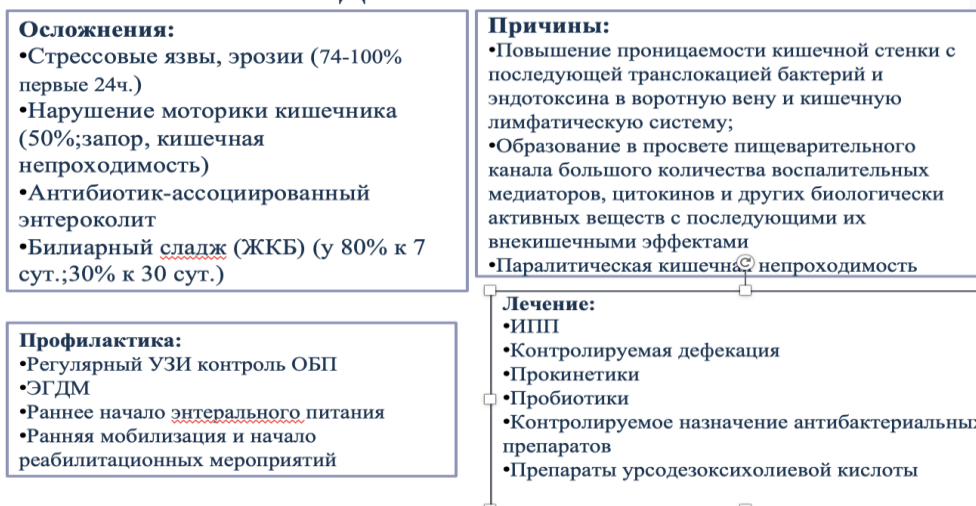 Осложнения:
•Стрессовые язвы, эрозии (74-100%
первые 24ч.)
•Нарушение моторики кишечника
(50%;запор, кишечная
непроходимость)
•Антибиотик-ассоциированный
энтероколит
•Билиарный сладж (ЖКБ) (у 80% к 7
сут.;30% к 30 сут.)
Причины:
•Повышение проницаемости кишечной стенки с
последующей транслокацией бактерий и
эндотоксина в воротную вену и кишечную
лимфатическую систему;
•Образование в просвете пищеварительного
канала большого количества воспалительных
медиаторов, цитокинов и других биологически
активных веществ с последующими их
внекишечными эффектами
•Паралитическая кишечная непроходимость
Профилактика:
•Регулярный УЗИ контроль ОБП
•ЭГДМ
•Раннее начало энтерального питания
•Ранняя мобилизация и начало
реабилитационных мероприятий
Лечение:
•ИПП
•Контролируемая дефекация
•Прокинетики
•Пробиотики
•Контролируемое назначение антибактериальных
препаратов
•Препараты урсодезоксихолиевой кислоты